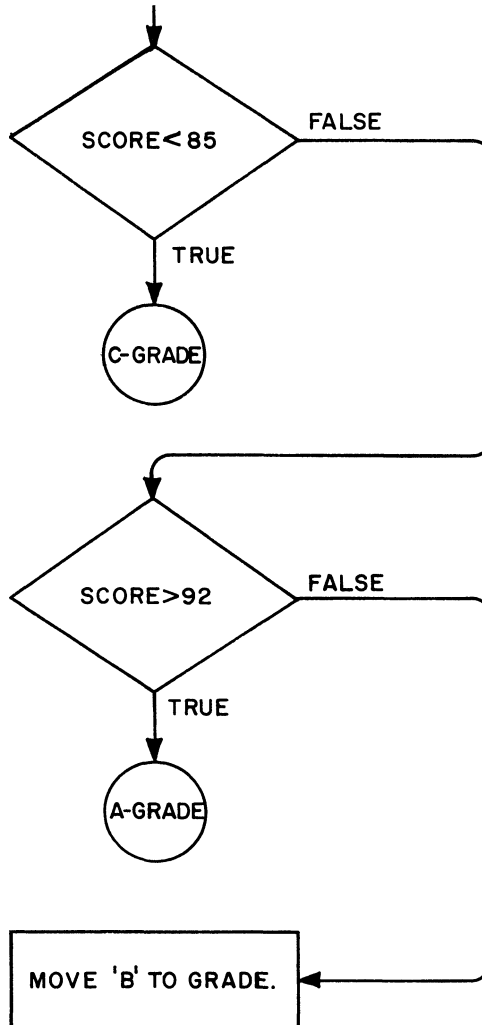 SCORE<85
FALSE
TRUE
C-GRADE
SCORE>92
FALSE
TRUE
A-GRADE
MOVE 'B' TO GRADE.